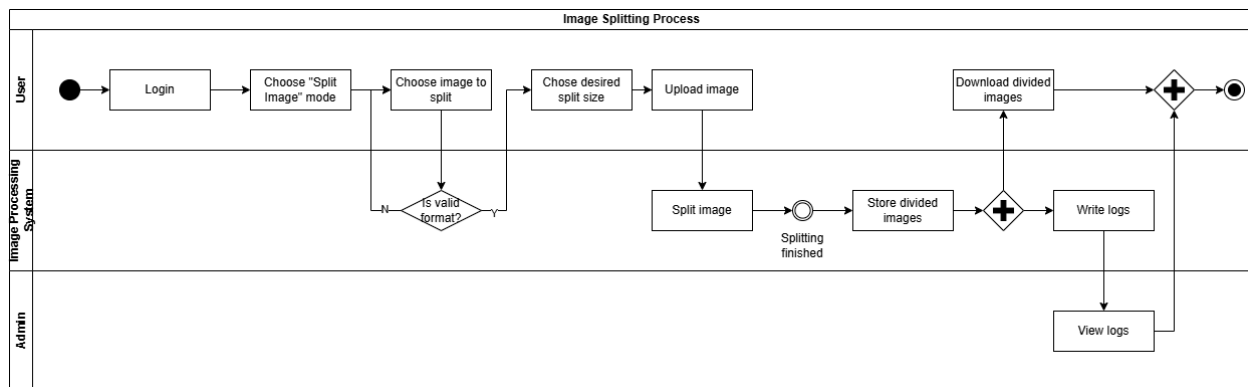 Image Splitting Process
User
Login
Choose "Split
Image" mode
Choose image to
split
Chose desired
split size
Upload image
Download divided
images
Image Processing
System
N
Is valid
format?
Y
Split image
Splitting
finished
Store divided
images
Write logs
Admin
View logs